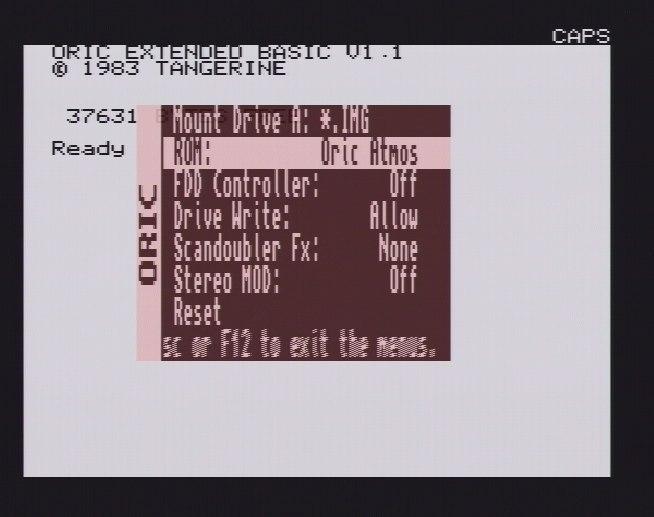 CAPS
ORIC EXTENDED BASIC V1.1
© 1983 TANGERINE
37631
Ready
ORIC
Mount Drive A: *.IMG
ROM: Oric Atmos
FDD Controller: Off
Drive Write: Allow
Scandoubler Fx: None
Stereo MOD: Off
Reset
sc or F12 to exit the menus.